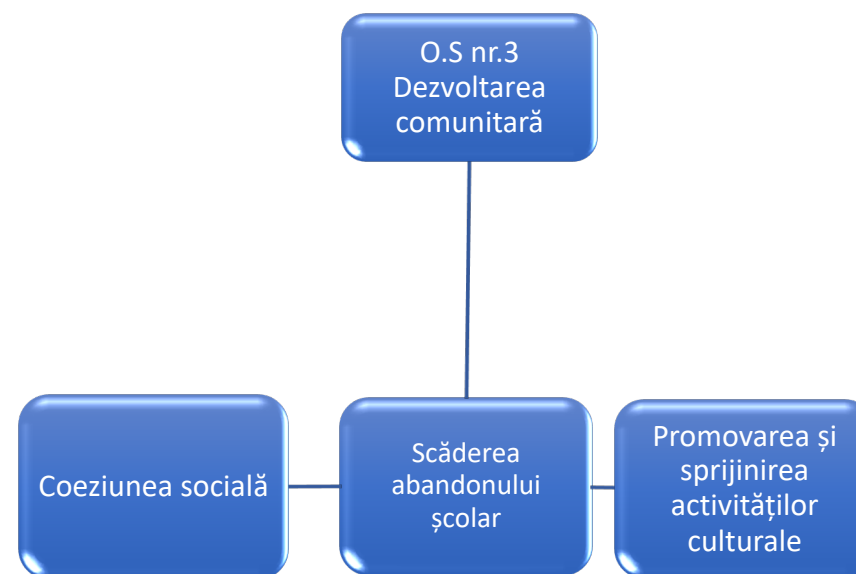 O.S nr.3
Dezvoltarea
comunitară
Coeziunea socială
Scăderea
abandonului
școlar
Promovarea și
sprijinirea
activităților
culturale